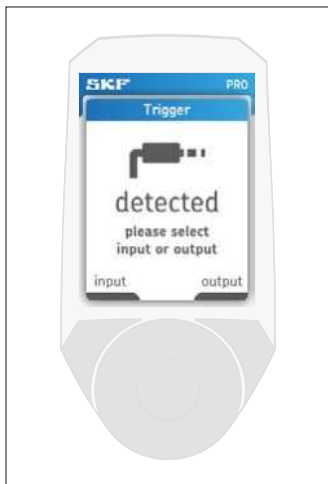 SKF PRO
Trigger
detected
please select
input or output
input output